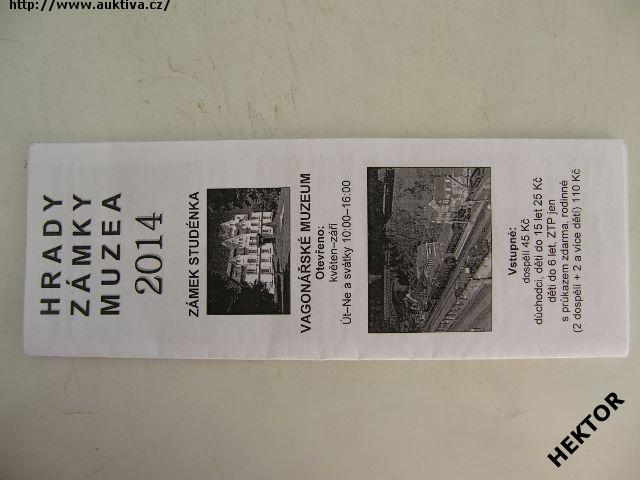 http://www.auktiva.cz/
HRADY
ZÁMKY
MUZEA
2014
ZÁMEK STUDÉNKA
VAGONÁŘSKÉ MUZEUM
Otevřeno:
květen–září
Út–Ne a svátky 10:00–16:00
Vstupné:
dospělí 45 Kč
důchodci, děti do 15 let 25 Kč
děti do 6 let, ZTP jen
s průkazem zdarma, rodinné
(2 dospělí + 2 a více dětí) 110 Kč
HEKTOR